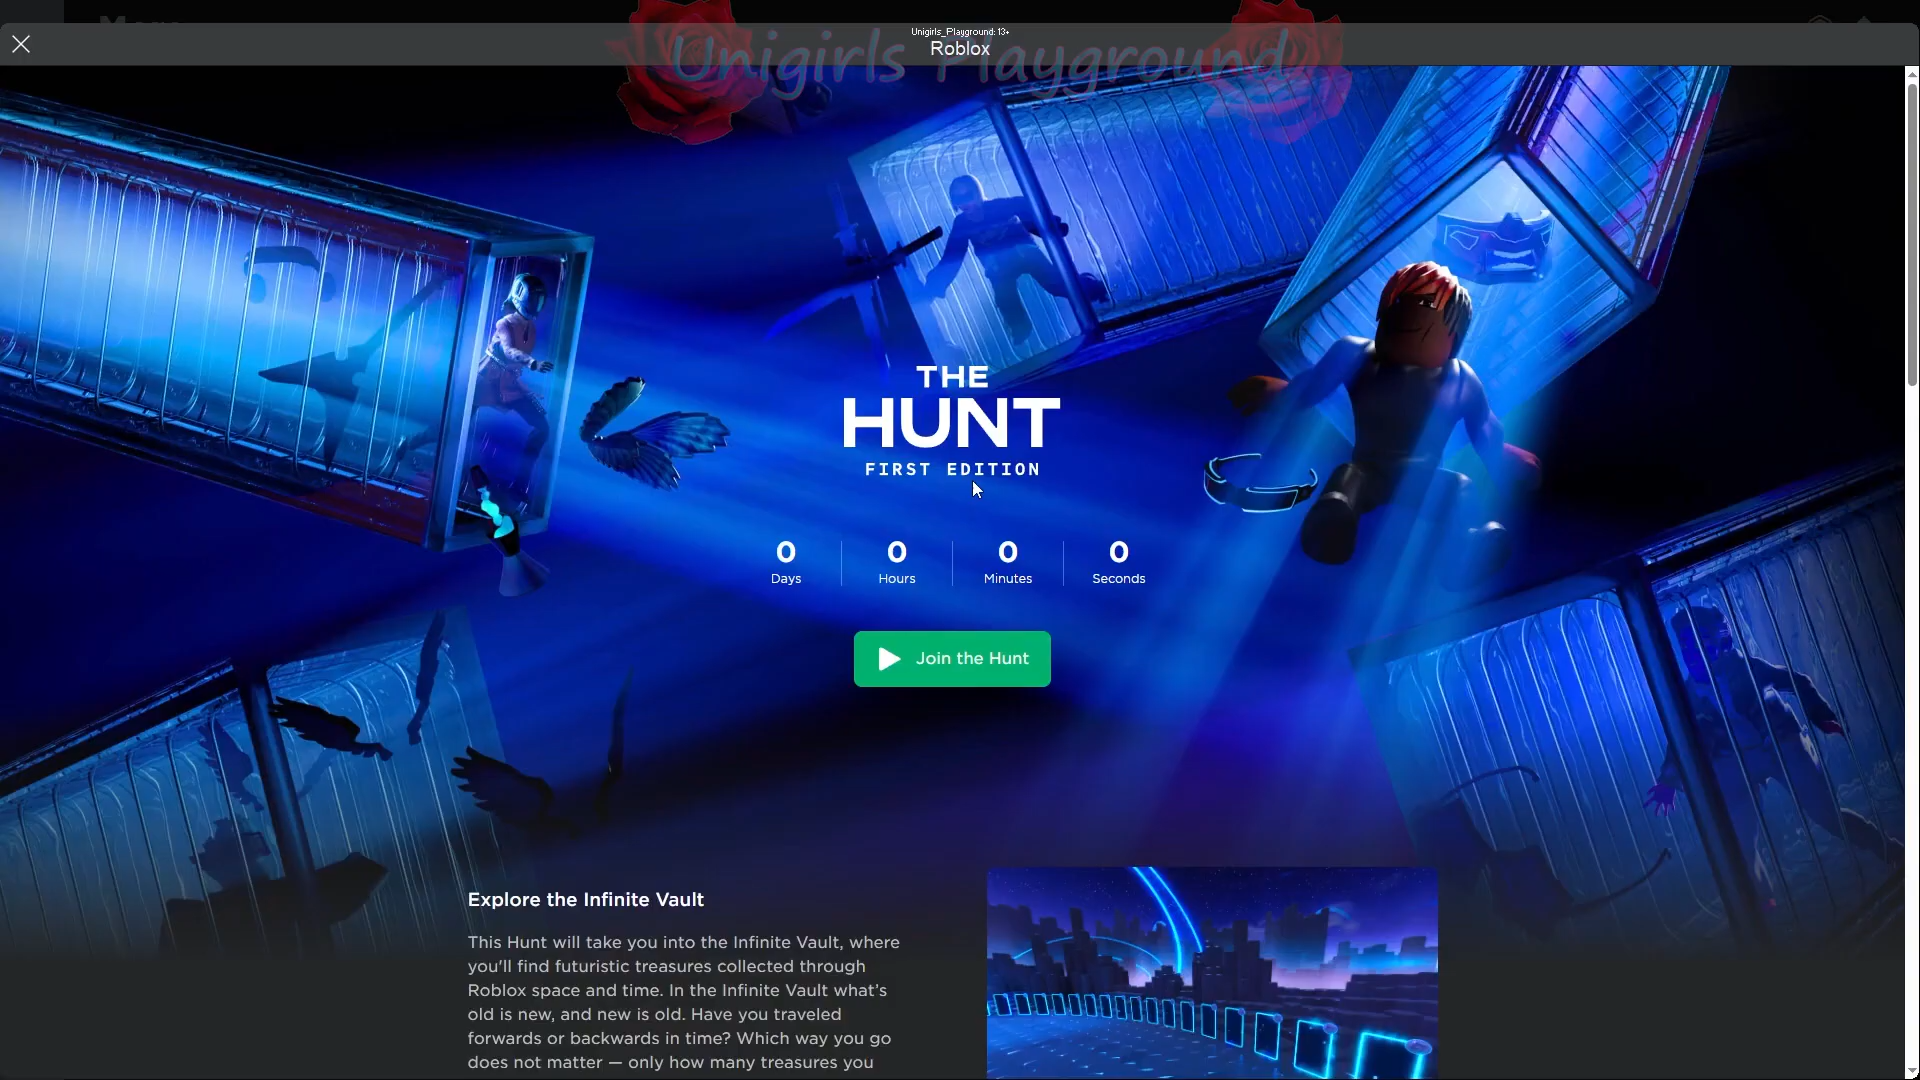 Unigirls_Playground: 13+
Roblox
Unigirls Playground
THE
HUNT
FIRST EDITION
0 0 0 0
Days Hours Minutes Seconds
Join the Hunt
Explore the Infinite Vault
This Hunt will take you into the Infinite Vault, where
you'll find futuristic treasures collected through
Roblox space and time. In the Infinite Vault what's
old is new, and new is old. Have you traveled
forwards or backwards in time? Which way you go
does not matter — only how many treasures you